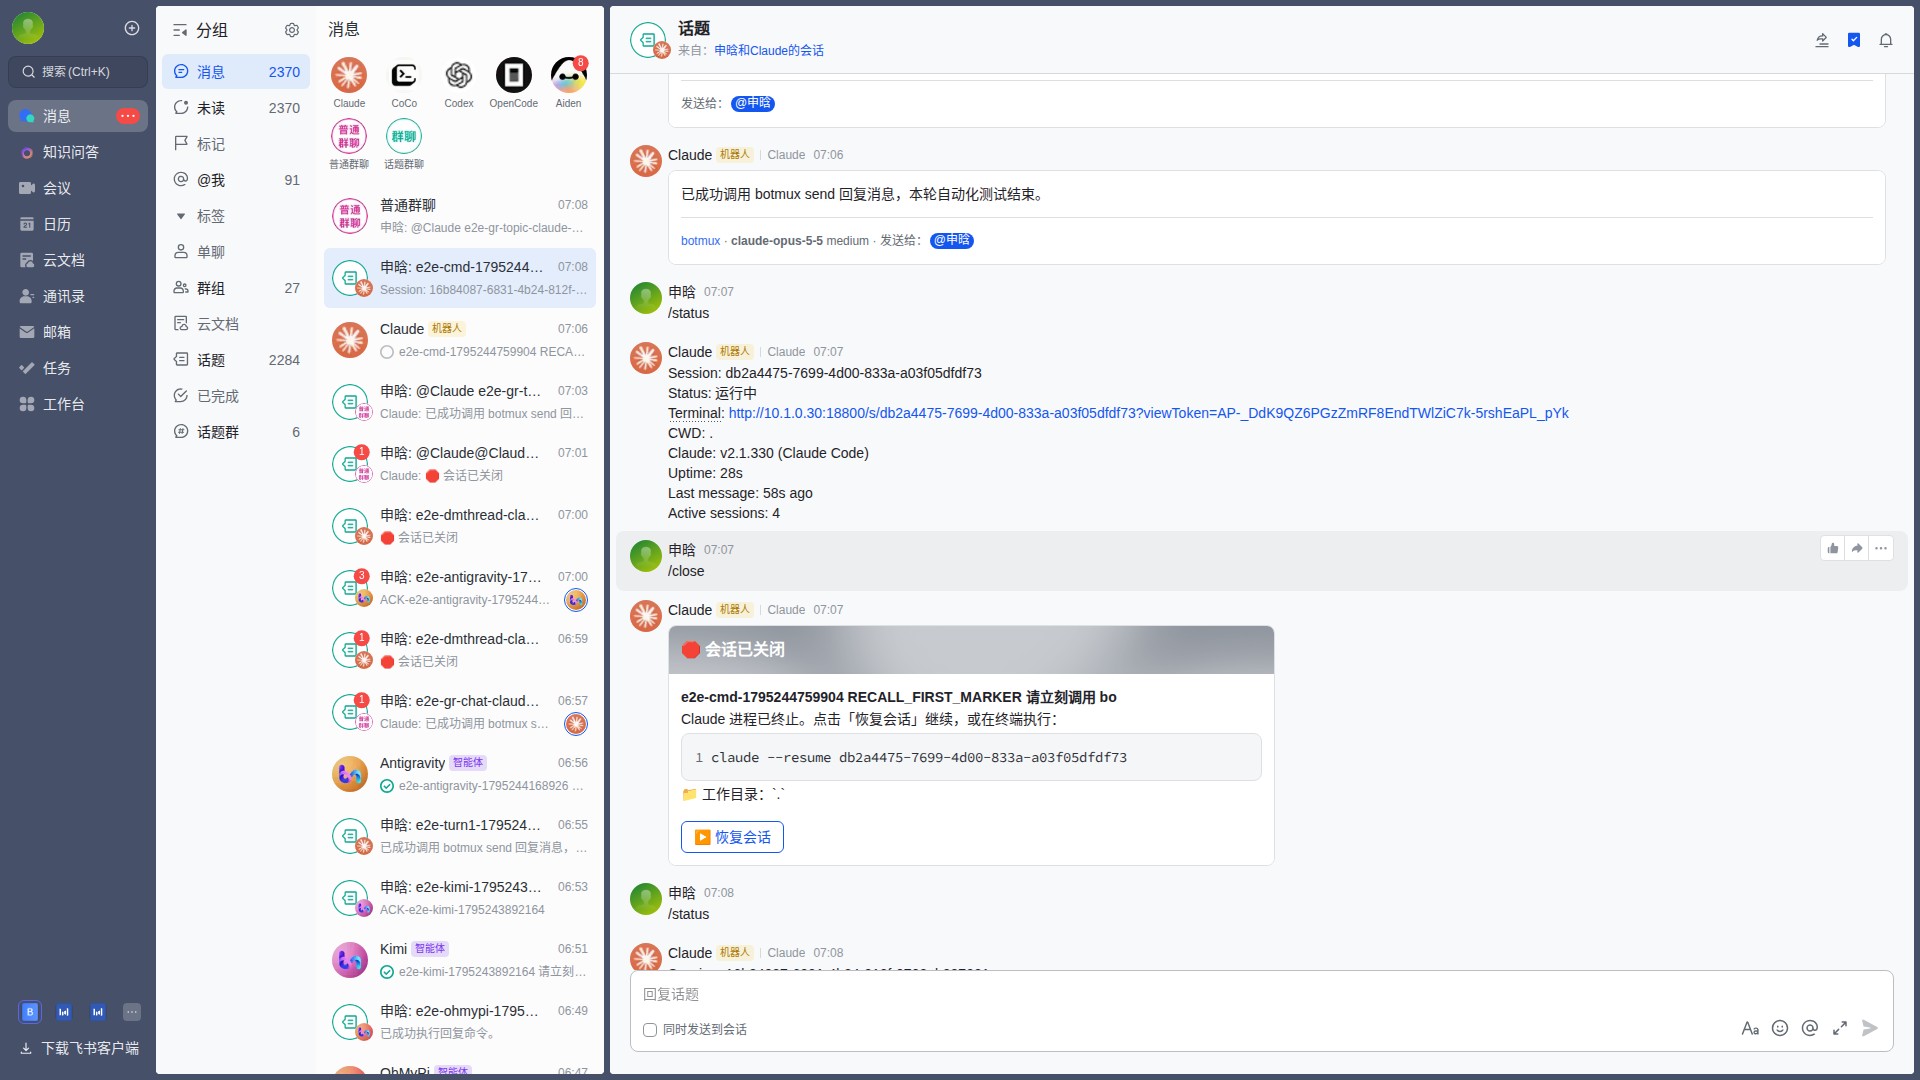 搜索 (Ctrl+K)
消息
知识问答
会议
日历
云文档
通讯录
邮箱
任务
工作台
下载飞书客户端
分组
消息 2370
未读 2370
标记
@我 91
标签
单聊
群组 27
云文档
话题 2284
已完成
话题群 6
消息
Claude CoCo Codex OpenCode Aiden
8
普通群聊 话题群聊
普通群聊 07:08
申晗: @Claude e2e-gr-topic-claude-…
申晗: e2e-cmd-1795244… 07:08
Session: 16b84087-6831-4b24-812f-…
Claude 机器人 07:06
e2e-cmd-1795244759904 RECA…
申晗: @Claude e2e-gr-t… 07:03
Claude: 已成功调用 botmux send 回…
1
申晗: @Claude@Claud… 07:01
Claude: 会话已关闭
申晗: e2e-dmthread-cla… 07:00
会话已关闭
3
申晗: e2e-antigravity-17… 07:00
ACK-e2e-antigravity-1795244…
1
申晗: e2e-dmthread-cla… 06:59
会话已关闭
1
申晗: e2e-gr-chat-claud… 06:57
Claude: 已成功调用 botmux s…
Antigravity 智能体 06:56
e2e-antigravity-1795244168926 …
申晗: e2e-turn1-179524… 06:55
已成功调用 botmux send 回复消息，…
申晗: e2e-kimi-1795243… 06:53
ACK-e2e-kimi-1795243892164
Kimi 智能体 06:51
e2e-kimi-1795243892164 请立刻…
申晗: e2e-ohmypi-1795… 06:49
已成功执行回复命令。
OhMyPi 智能体 06:47
话题
来自：申晗和Claude的会话
发送给：@申晗
Claude 机器人 | Claude 07:06
已成功调用 botmux send 回复消息，本轮自动化测试结束。
botmux · claude-opus-5-5 medium · 发送给：@申晗
申晗 07:07
/status
Claude 机器人 | Claude 07:07
Session: db2a4475-7699-4d00-833a-a03f05dfdf73
Status: 运行中
Terminal: http://10.1.0.30:18800/s/db2a4475-7699-4d00-833a-a03f05dfdf73?viewToken=AP-_DdK9QZ6PGzZmRF8EndTWlZiC7k-5rshEaPL_pYk
CWD: .
Claude: v2.1.330 (Claude Code)
Uptime: 28s
Last message: 58s ago
Active sessions: 4
申晗 07:07
/close
Claude 机器人 | Claude 07:07
会话已关闭
e2e-cmd-1795244759904 RECALL_FIRST_MARKER 请立刻调用 bo
Claude 进程已终止。点击「恢复会话」继续，或在终端执行：
1 claude --resume db2a4475-7699-4d00-833a-a03f05dfdf73
工作目录：`.`
恢复会话
申晗 07:08
/status
Claude 机器人 | Claude 07:08
回复话题
同时发送到会话